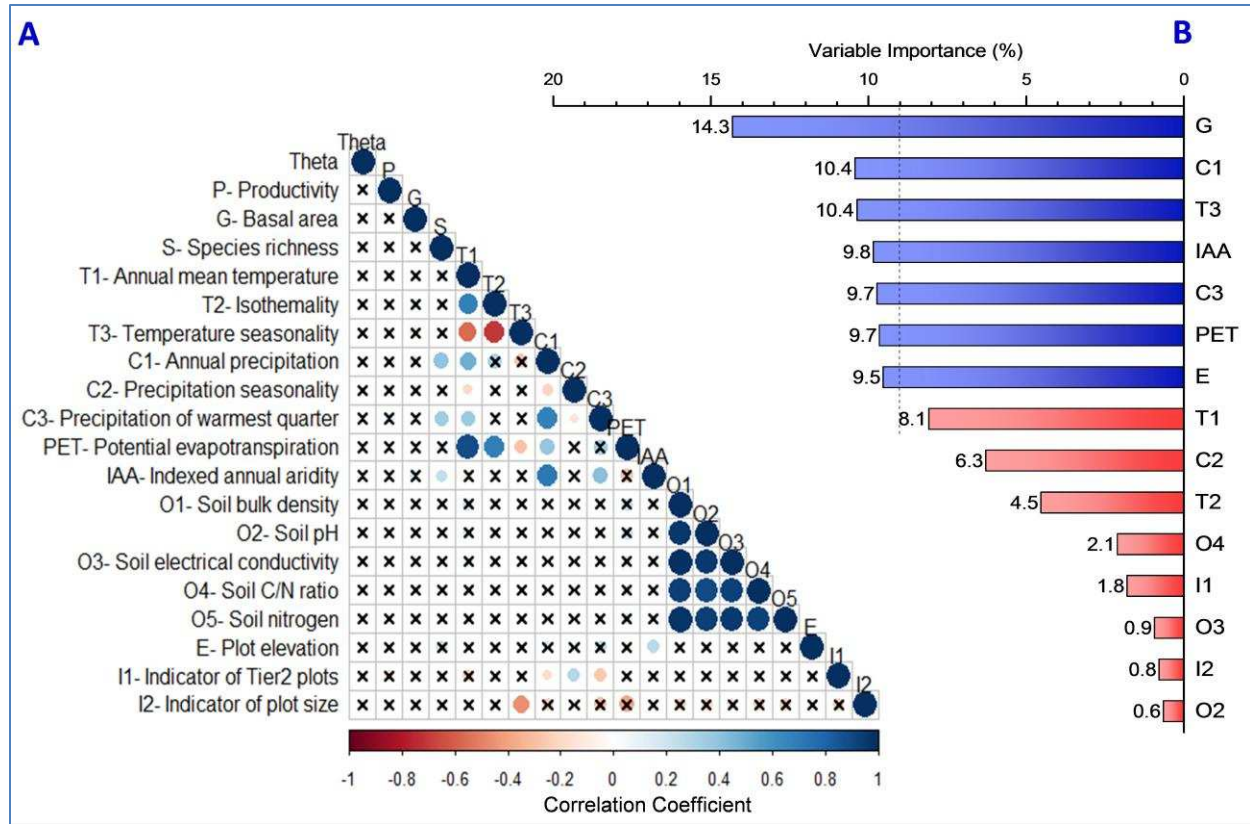 A
B
Variable Importance (%)
20 15 10 5 0
14.3 G
10.4 C1
10.4 T3
9.8 IAA
9.7 C3
9.7 PET
9.5 E
8.1 T1
6.3 C2
4.5 T2
2.1 O4
1.8 I1
0.9 O3
0.8 I2
0.6 O2
Theta
Theta
P
P- Productivity
G
G- Basal area
S
S- Species richness
T1
T1- Annual mean temperature
T2
T2- Isothemality
T3
T3- Temperature seasonality
C1
C1- Annual precipitation
C2
C2- Precipitation seasonality
C3
C3- Precipitation of warmest quarter
PET
PET- Potential evapotranspiration
IAA
IAA- Indexed annual aridity
O1
O1- Soil bulk density
O2
O2- Soil pH
O3
O3- Soil electrical conductivity
O4
O4- Soil C/N ratio
O5
O5- Soil nitrogen
E
E- Plot elevation
I1
I1- Indicator of Tier2 plots
I2
I2- Indicator of plot size
-1 -0.8 -0.6 -0.4 -0.2 0 0.2 0.4 0.6 0.8 1
Correlation Coefficient